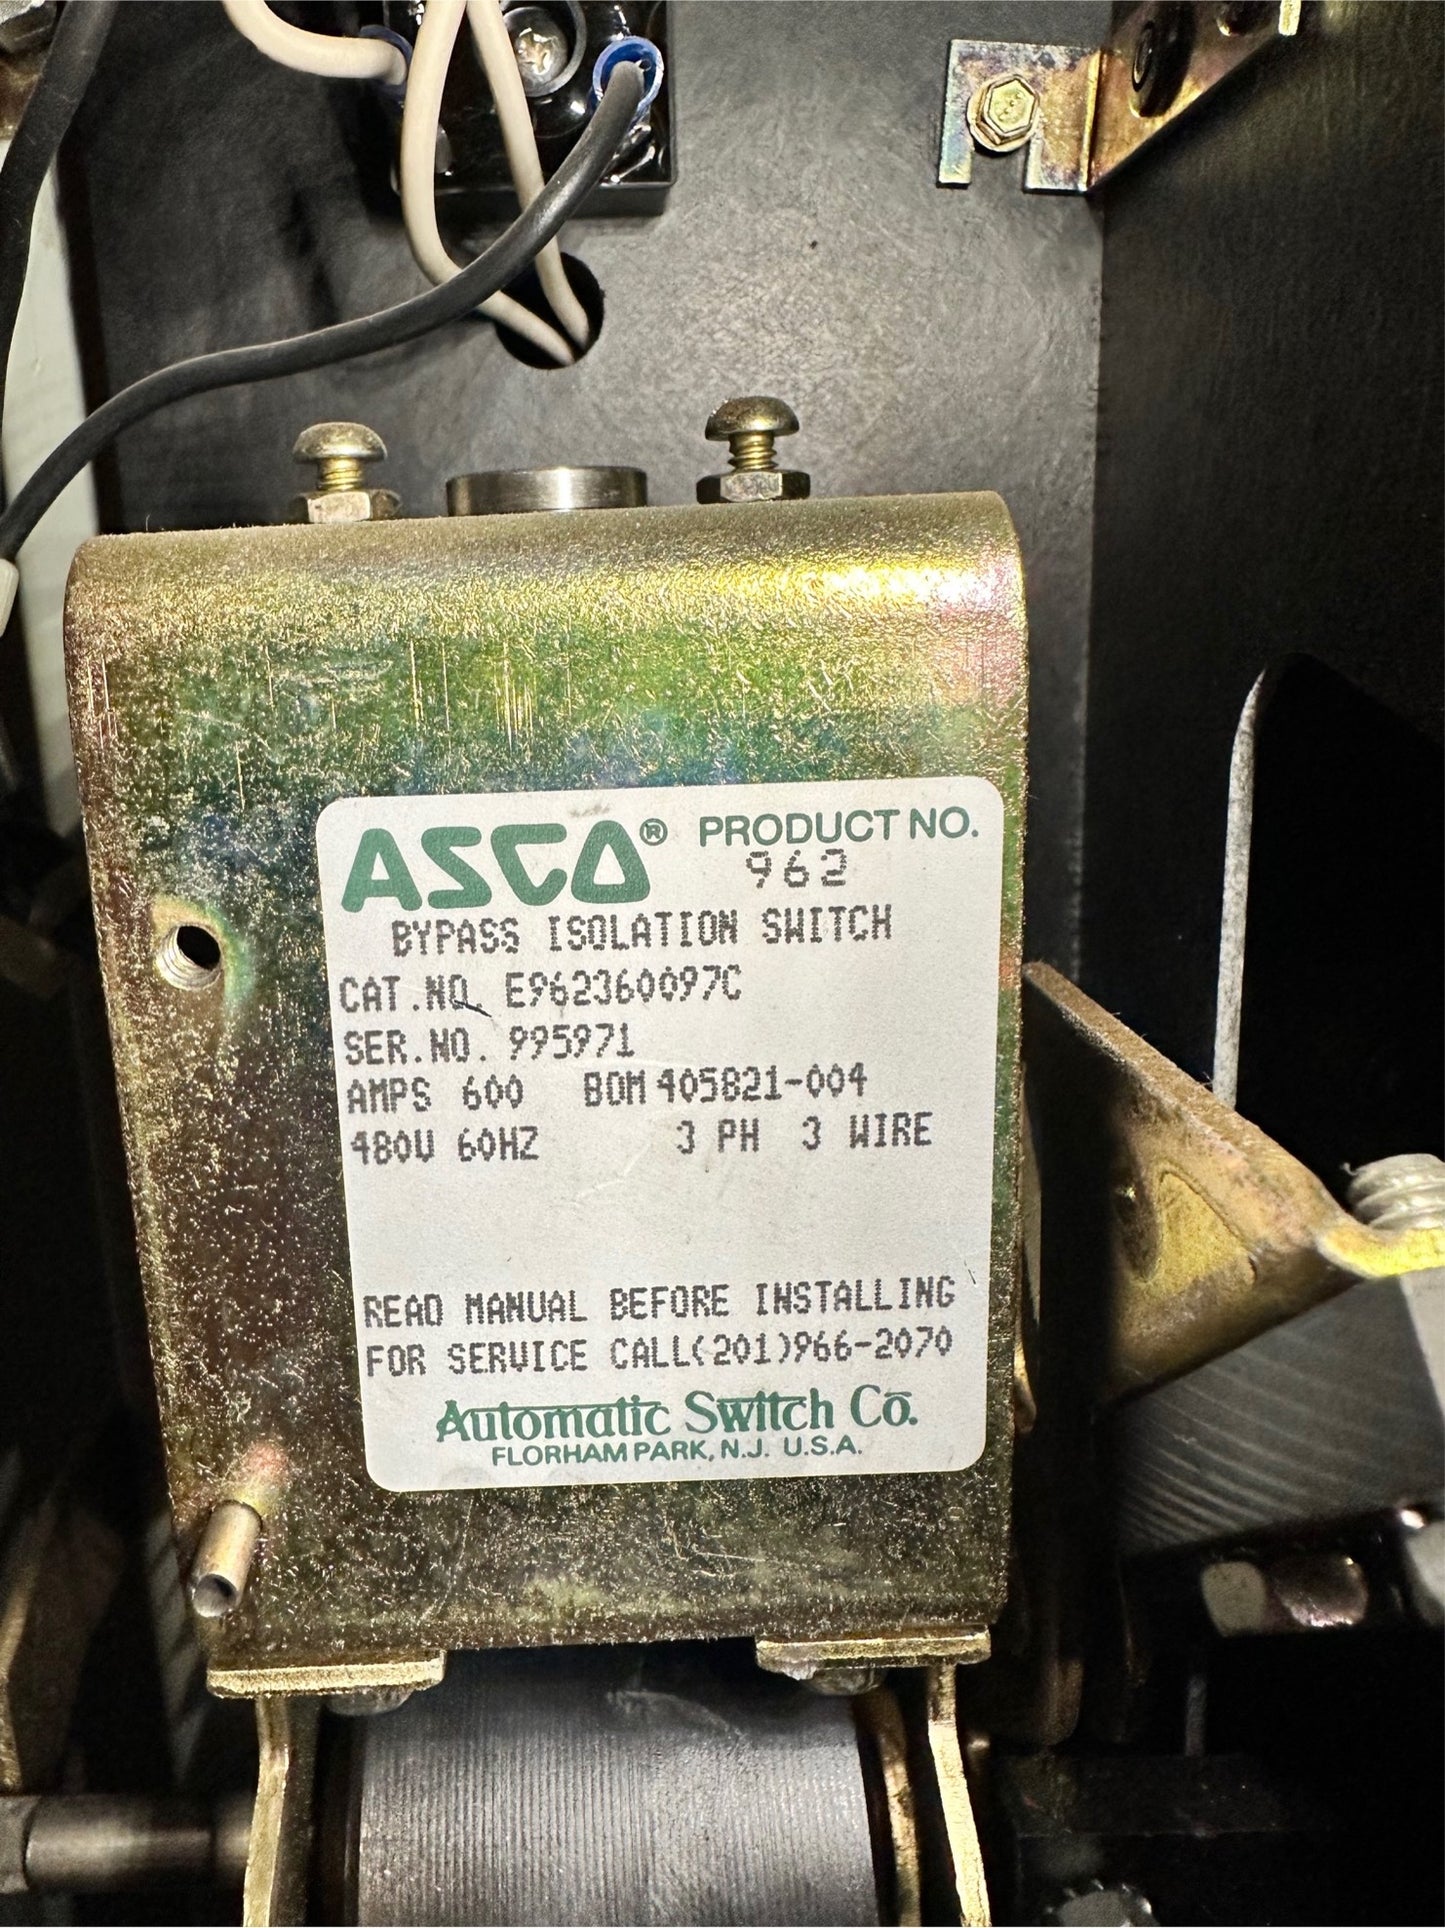 ASCO® PRODUCT NO.
962
BYPASS ISOLATION SWITCH
CAT.NO. E962360097C
SER.NO. 995971
AMPS 600 BOM 405821-004
480V 60HZ 3 PH 3 WIRE
READ MANUAL BEFORE INSTALLING
FOR SERVICE CALL(201)966-2070
Automatic Switch Co.
FLORHAM PARK, N.J. U.S.A.